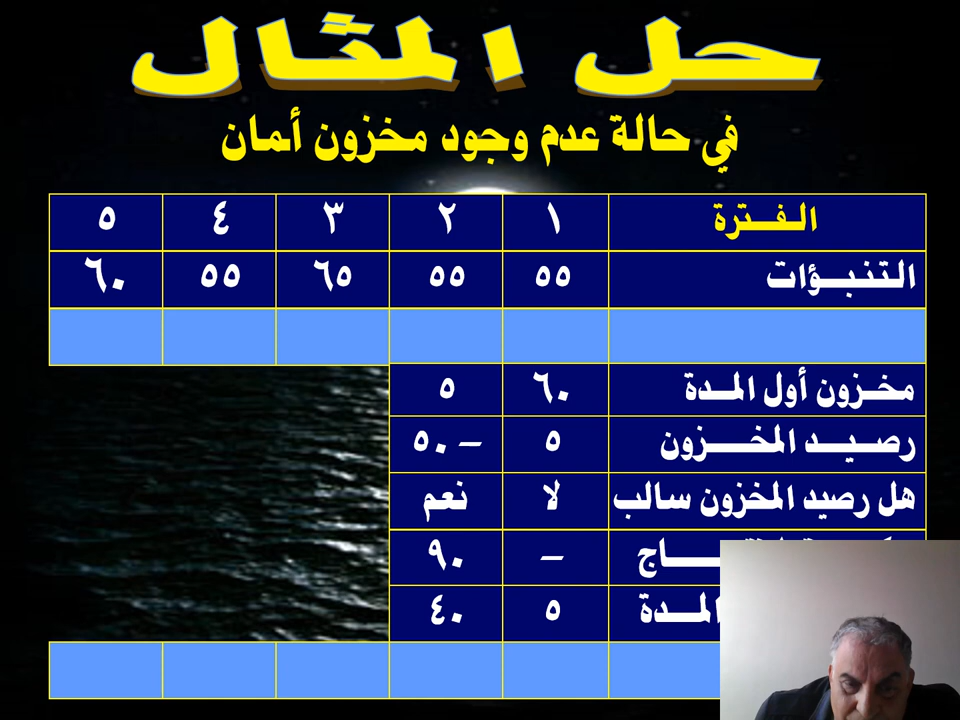 حل المثال
في حالة عدم وجود مخزون أمان
الفترة ١ ٢ ٣ ٤ ٥
التنبؤات ٥٥ ٥٥ ٦٥ ٥٥ ٦٠
مخزون أول المدة ٦٠ ٥
رصيد المخزون ٥ ٥٠ –
هل رصيد المخزون سالب لا نعم
– ٩٠
المدة ٥ ٤٠